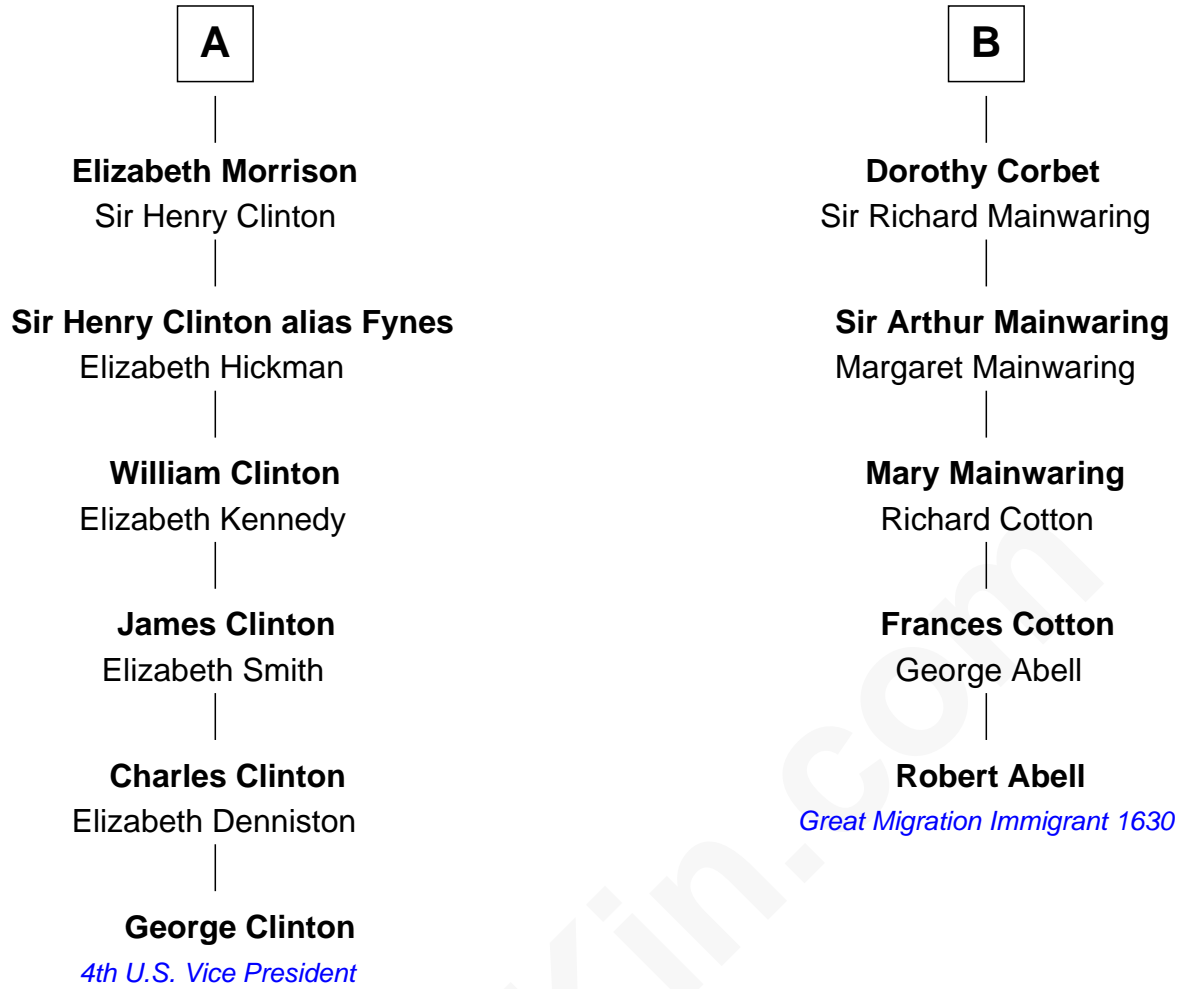 A
Elizabeth Morrison
Sir Henry Clinton
Sir Henry Clinton alias Fynes
Elizabeth Hickman
William Clinton
Elizabeth Kennedy
James Clinton
Elizabeth Smith
Charles Clinton
Elizabeth Denniston
George Clinton
4th U.S. Vice President
B
Dorothy Corbet
Sir Richard Mainwaring
Sir Arthur Mainwaring
Margaret Mainwaring
Mary Mainwaring
Richard Cotton
Frances Cotton
George Abell
Robert Abell
Great Migration Immigrant 1630
Kin.com